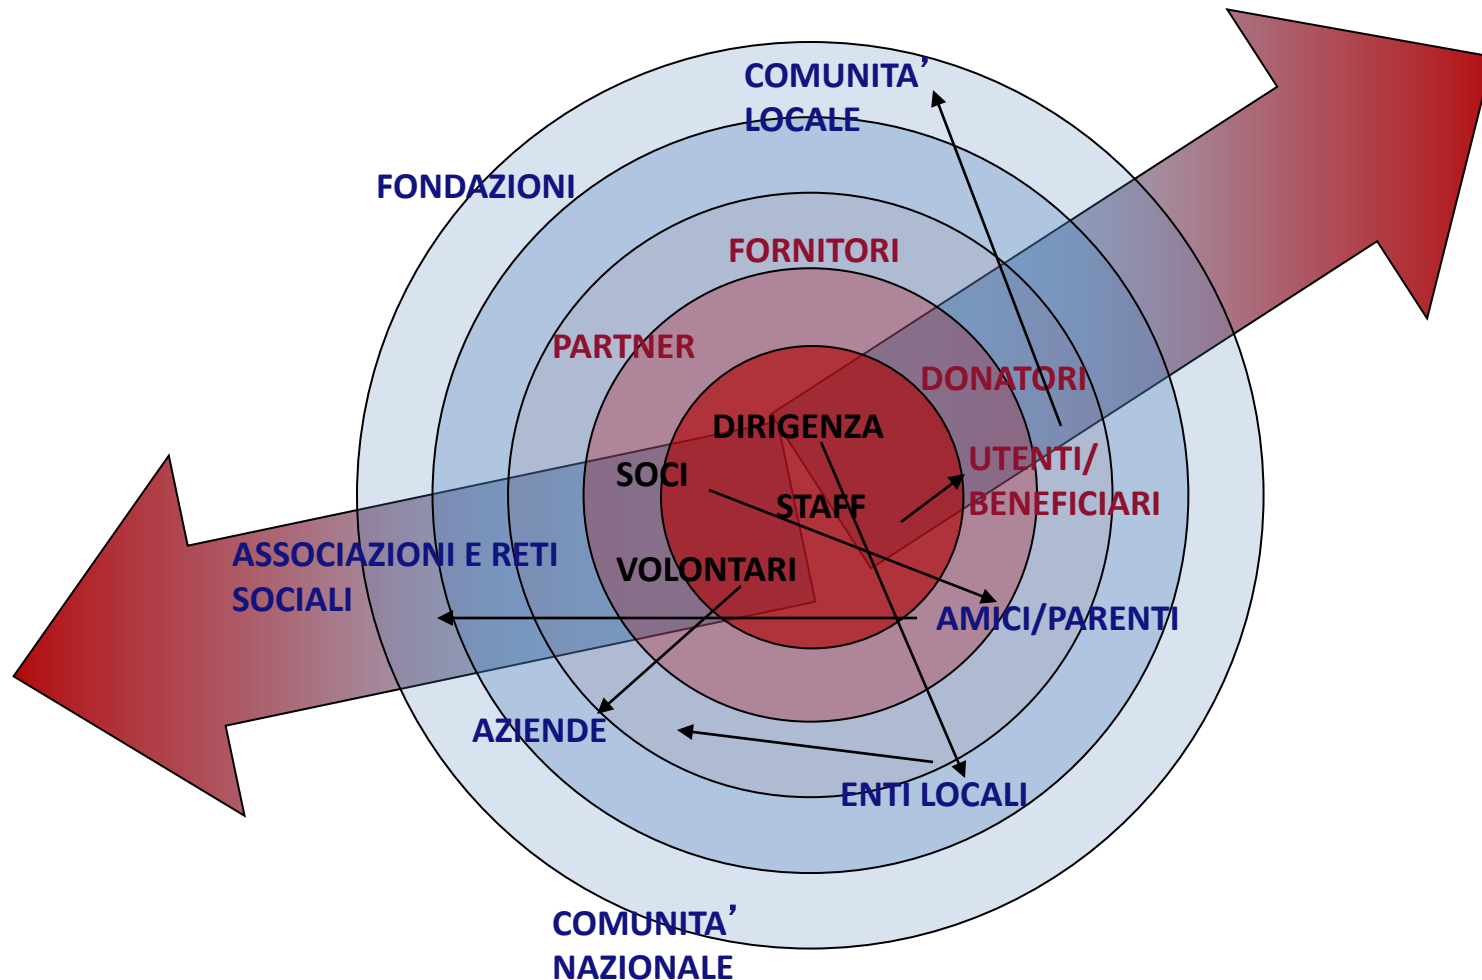 COMUNITA’
LOCALE
FONDAZIONI
FORNITORI
PARTNER
DONATORI
DIRIGENZA
SOCI
UTENTI/
BENEFICIARI
STAFF
ASSOCIAZIONI E RETI
SOCIALI
VOLONTARI
AMICI/PARENTI
AZIENDE
ENTI LOCALI
COMUNITA’
NAZIONALE